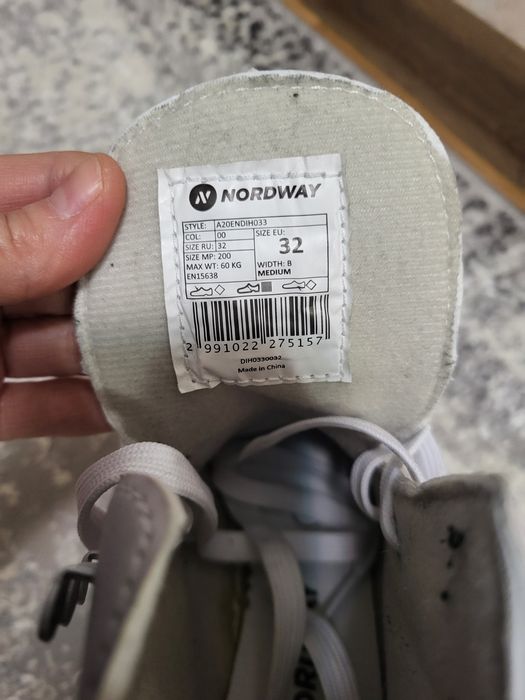 NORDWAY
STYLE: A20ENDIH033
COL: 00
SIZE RU: 32
SIZE MP: 200
MAX WT: 60 KG
EN15638
SIZE EU:
32
WIDTH: B
MEDIUM
2 991022 275157
DIH0330032
Made in China